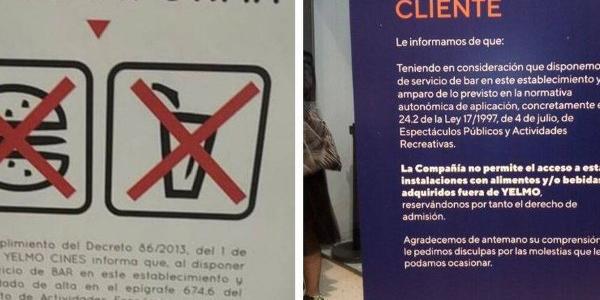 plimiento del Decreto 86/2013, del 1 de
YELMO CINES informa que, al disponer
icio de BAR en este establecimiento y
tado de alta en el epígrafe 674.6 del
CLIENTE
Le informamos de que:
Teniendo en consideración que disponemo
de servicio de bar en este establecimiento y
amparo de lo previsto en la normativa
autonómica de aplicación, concretamente e
24.2 de la Ley 17/1997, de 4 de julio, de
Espectáculos Públicos y Actividades
Recreativas.
La Compañía no permite el acceso a esta
instalaciones con alimentos y/o bebidas
adquiridos fuera de YELMO,
reservándonos por tanto el derecho de
admisión.
Agradecemos de antemano su comprensión
le pedimos disculpas por las molestias que le
podamos ocasionar.